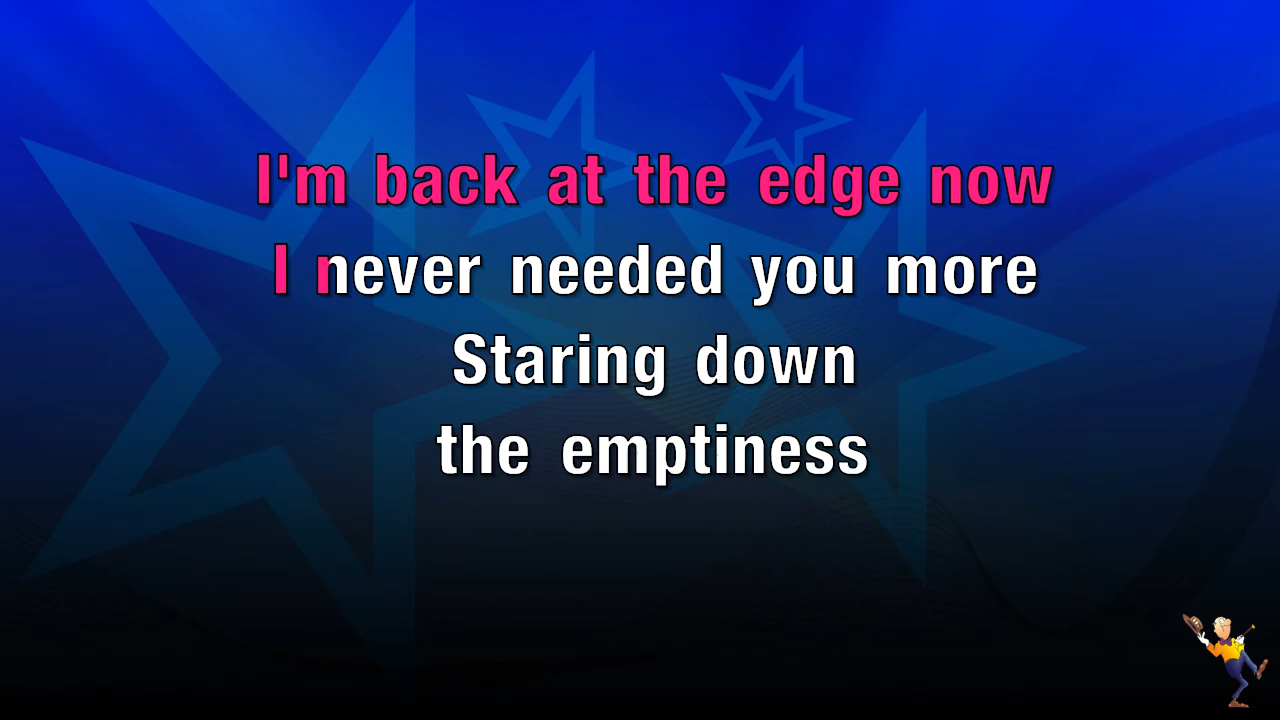 I'm back at the edge now
I never needed you more
Staring down
the emptiness